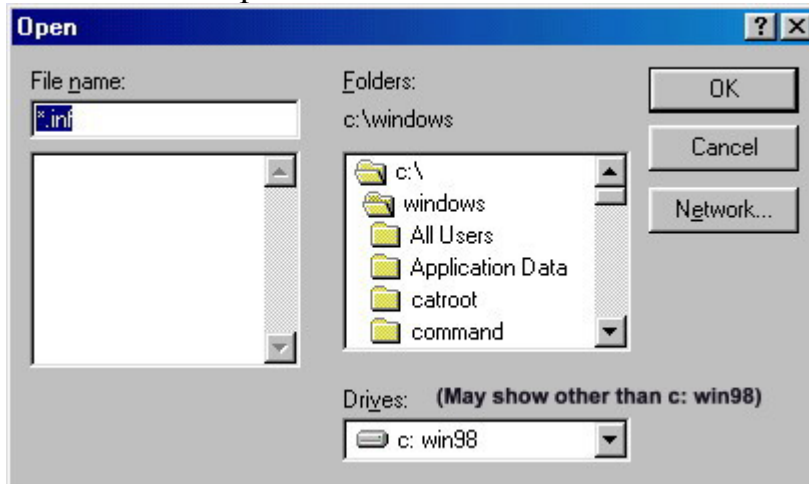 Open
File name:
*.inf
Folders:
c:\windows
c:\
windows
All Users
Application Data
catroot
command
OK
Cancel
Network...
Drives: (May show other than c: win98)
c: win98